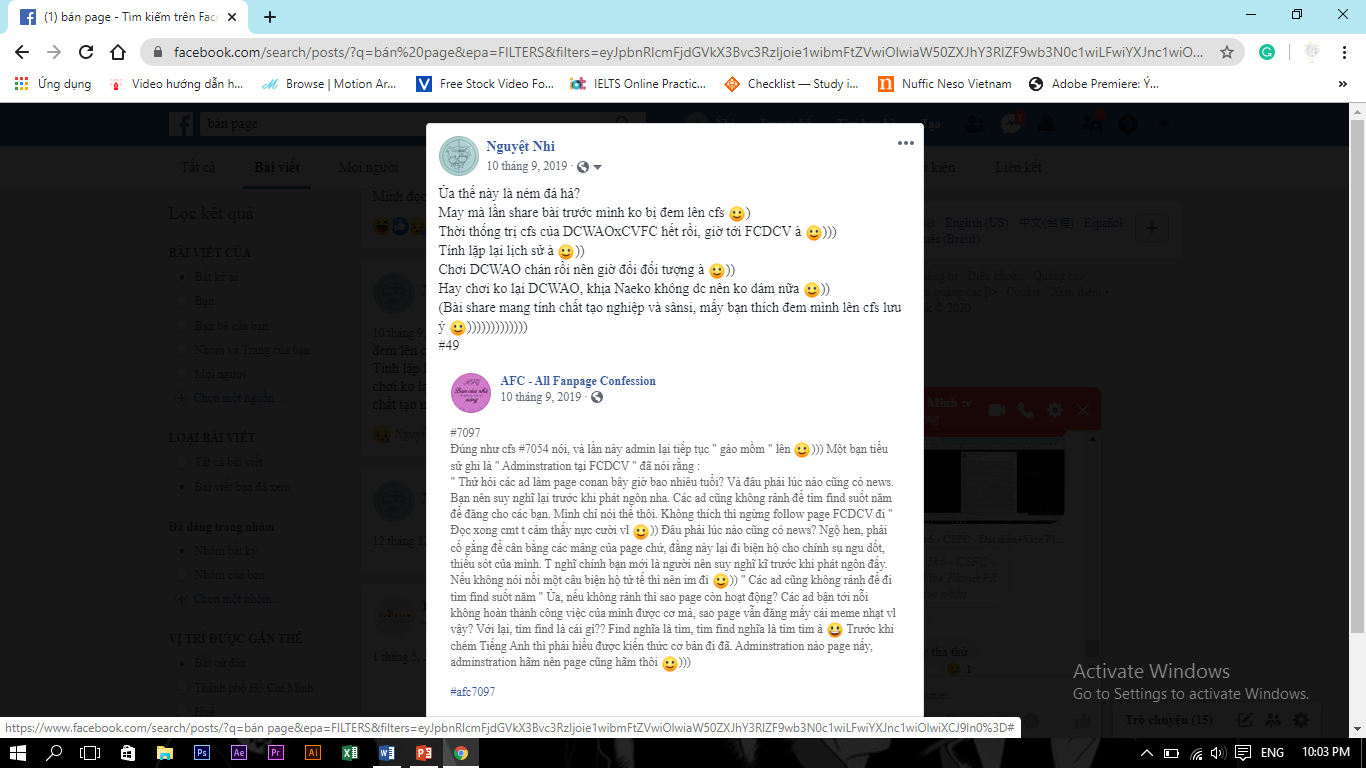 (1) bán page - Tìm kiếm trên Fac
facebook.com/search/posts/?q=bán%20page&epa=FILTERS&filters=eyJpbnRlcmFjdGVkX3Bvc3RzIjoie1wibmFtZVwiOlwiaW50ZXJhY3RlZF9wb3N0c1wiLFwiYXJnc1wiO...
Ứng dụng Video hướng dẫn h... Browse | Motion Ar... Free Stock Video Fo... IELTS Online Practic... Checklist — Study i... Nuffic Neso Vietnam Adobe Premiere: Ý... »
bán page
Tất cả Bài viết Mọi người Liên kết
Lọc kết quả
BÀI VIẾT CỦA
Bất kỳ ai
Bạn
Bạn bè của bạn
Nhóm và Trang của bạn
Mọi người
Chọn một nguồn...
LOẠI BÀI VIẾT
Tất cả bài viết
Bài viết bạn đã xem
Đã đăng trong nhóm
Nhóm bất kỳ
Nhóm của bạn
Chọn một nhóm...
VỊ TRÍ ĐƯỢC GẮN THẺ
Bất cứ đâu
Thành phố Hồ Chí Minh
Huế
Nguyệt Nhi
10 tháng 9, 2019 ·
Ủa thế này là ném đá hả?
May mà lần share bài trước mình ko bị đem lên cfs 🙂)
Thời thống trị cfs của DCWAOxCVFC hết rồi, giờ tới FCDCV à 🙂)))
Tính lặp lại lịch sử à 🙂))
Chơi DCWAO chán rồi nên giờ đổi đối tượng à 🙂))
Hay chơi ko lại DCWAO, khịa Naeko không dc nên ko dám nữa 🙂))
(Bài share mang tính chất tạo nghiệp và sânsi, mấy bạn thích đem mình lên cfs lưu
ý 🙂)))))))))))))
#49
AFC - All Fanpage Confession
10 tháng 9, 2019 ·
#7097
Đúng như cfs #7054 nói, và lần này admin lại tiếp tục " gào mồm " lên 🙂))) Một bạn tiểu
sử ghi là " Adminstration tại FCDCV " đã nói rằng :
" Thử hỏi các ad làm page conan bây giờ bao nhiêu tuổi? Và đâu phải lúc nào cũng có news.
Bạn nên suy nghĩ lại trước khi phát ngôn nha. Các ad cũng không rảnh để tìm find suốt năm
để đăng cho các bạn. Mình chỉ nói thế thôi. Không thích thì ngừng follow page FCDCV đi "
Đọc xong cmt t cảm thấy nực cười vl 🙂)) Đâu phải lúc nào cũng có news? Ngộ hen, phải
cố gắng để cân bằng các mảng của page chứ, đằng này lại đi biện hộ cho chính sự ngu dốt,
thiếu sót của mình. T nghĩ chính bạn mới là người nên suy nghĩ kĩ trước khi phát ngôn đấy.
Nếu không nói nổi một câu biện hộ tử tế thì nên im đi 🙂)) " Các ad cũng không rảnh để đi
tìm find suốt năm " Ủa, nếu không rảnh thì sao page còn hoạt động? Các ad bận tới nỗi
không hoàn thành công việc của mình được cơ mà, sao page vẫn đăng mấy cái meme nhạt vl
vậy? Với lại, tìm find là cái gì?? Find nghĩa là tìm, tìm find nghĩa là tìm tìm à 😃 Trước khi
chém Tiếng Anh thì phải hiểu được kiến thức cơ bản đi đã. Adminstration nào page nấy,
adminstration hãm nên page cũng hãm thôi 🙂)))
#afc7097
English (US) · 中文(台灣) · Español
Activate Windows
Go to Settings to activate Windows.
Trò chuyện (15)
https://www.facebook.com/search/posts/?q=bán page&epa=FILTERS&filters=eyJpbnRlcmFjdGVkX3Bvc3RzIjoie1wibmFtZVwiOlwiaW50ZXJhY3RlZF9wb3N0c1wiLFwiYXJnc1wiOlwiXCJ9In0%3D#
ENG 10:03 PM